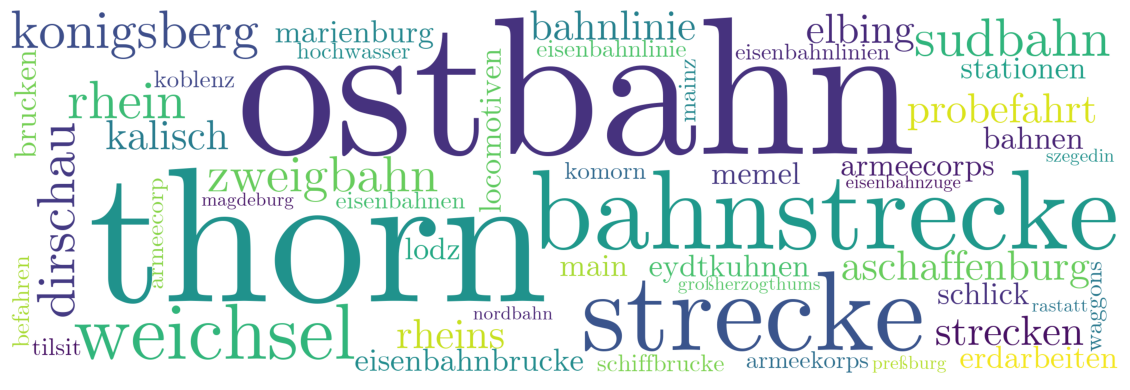 konigsberg
marienburg
hochwasser
bahnlinie
eisenbahnlinie
elbing
eisenbahnlinien
sudbahn
stationen
brucken
koblenz
rhein
kalisch
ostbahn
locomotiven
mainz
probefahrt
bahnen
szegedin
dirschau
zweigbahn
magdeburg
eisenbahnen
komorn
memel
armeecorps
eisenbahnzuge
armeecorp
thorn
lodz
bahnstrecke
main
eydtkuhnen
großherzogthums
aschaffenburg
befahren
tilsit
weichsel
nordbahn
rheins
eisenbahnbrucke
strecke
schlick
rastatt
waggons
strecken
schiffbrucke
armeekorps
preßburg
erdarbeiten